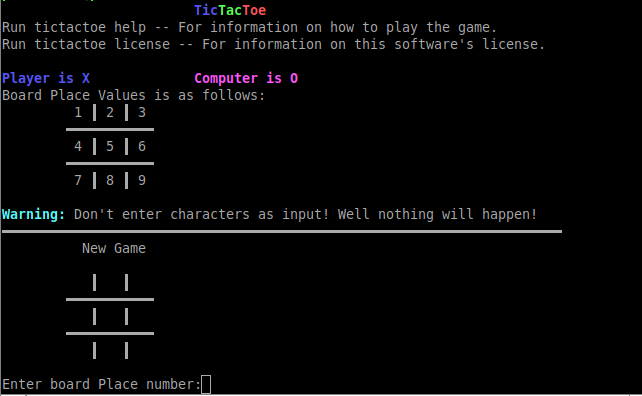 TicTacToe
Run tictactoe help -- For information on how to play the game.
Run tictactoe license -- For information on this software's license.
Player is X Computer is O
Board Place Values is as follows:
1 | 2 | 3
4 | 5 | 6
7 | 8 | 9
Warning: Don't enter characters as input! Well nothing will happen!
New Game
Enter board Place number: